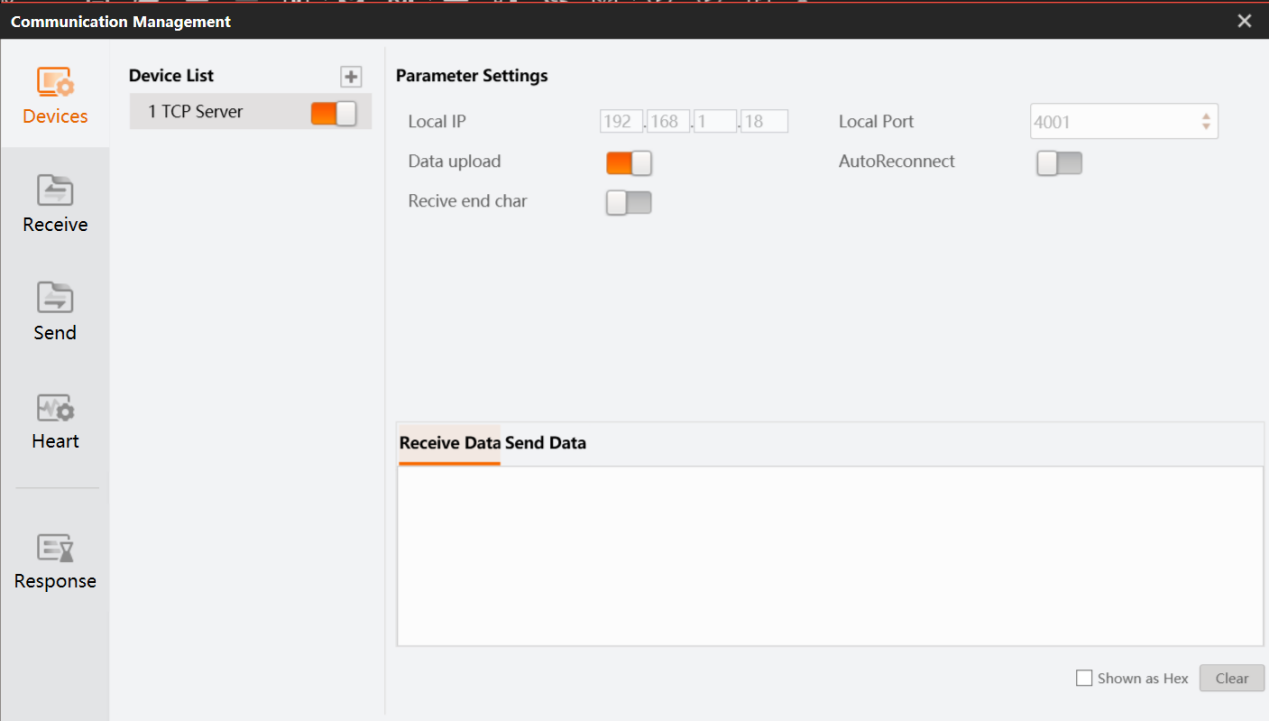 Communication Management
Devices
Receive
Send
Heart
Response
Device List
1 TCP Server
Parameter Settings
Local IP 192.168.1.18 Local Port 4001
Data upload AutoReconnect
Recive end char
Receive Data Send Data
Shown as Hex Clear